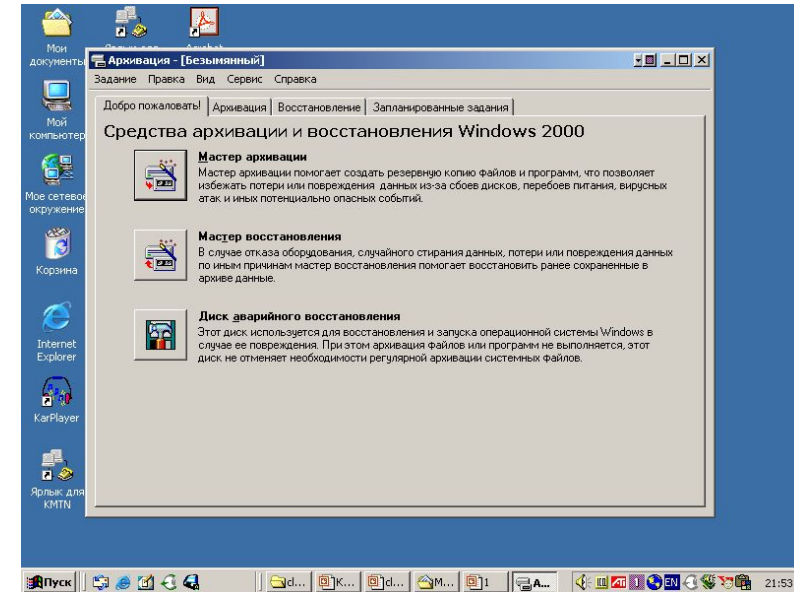 Мои
документы
Архивация - [Безымянный]
Задание Правка Вид Сервис Справка
Добро пожаловать! Архивация Восстановление Запланированные задания
Средства архивации и восстановления Windows 2000
Мастер архивации
Мастер архивации помогает создать резервную копию файлов и программ, что позволяет
избежать потери или повреждения данных из-за сбоев дисков, перебоев питания, вирусных
атак и иных потенциально опасных событий.
Мастер восстановления
В случае отказа оборудования, случайного стирания данных, потери или повреждения данных
по иным причинам мастер восстановления помогает восстановить ранее сохраненные в
архиве данные.
Диск аварийного восстановления
Этот диск используется для восстановления и запуска операционной системы Windows в
случае ее повреждения. При этом архивация файлов или программ не выполняется, этот
диск не отменяет необходимости регулярной архивации системных файлов.
Мой
компьютер
Мое сетевое
окружение
Корзина
Internet
Explorer
KarPlayer
Ярлык для
KMTN
Пуск cl... K... cl... М... 1 А... EN 21:53